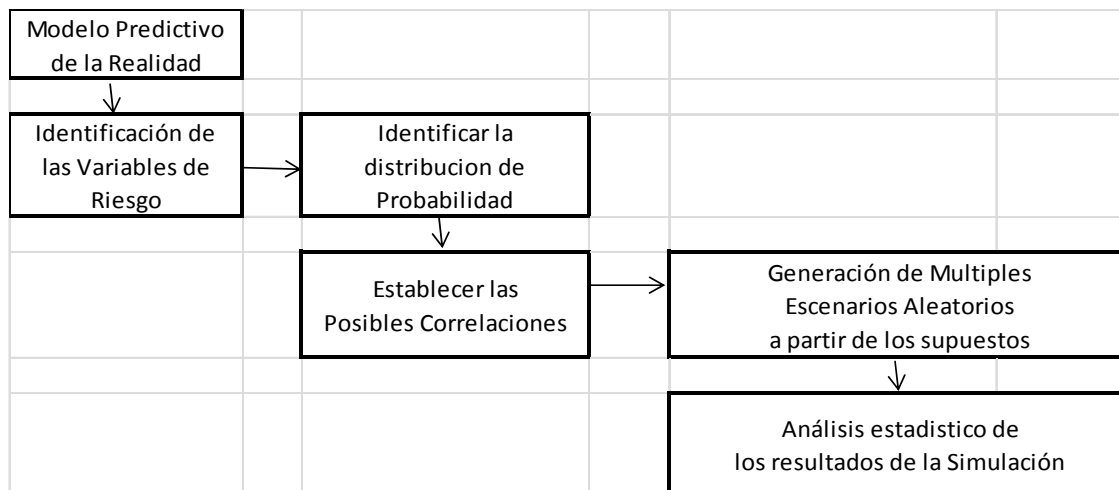 Modelo Predictivo
de la Realidad
Identificación de
las Variables de
Riesgo
Identificar la
distribucion de
Probabilidad
Establecer las
Posibles Correlaciones
Generación de Multiples
Escenarios Aleatorios
a partir de los supuestos
Análisis estadistico de
los resultados de la Simulación